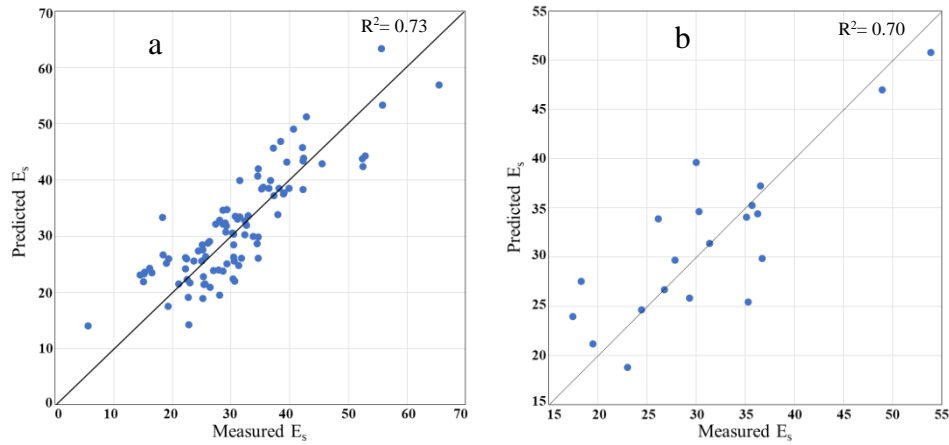 a
R²= 0.73
70
60
50
40
30
20
10
0
Predicted Eₛ
0 10 20 30 40 50 60 70
Measured Eₛ
b
R²= 0.70
55
50
45
40
35
30
25
20
15
Predicted Eₛ
15 20 25 30 35 40 45 50 55
Measured Eₛ